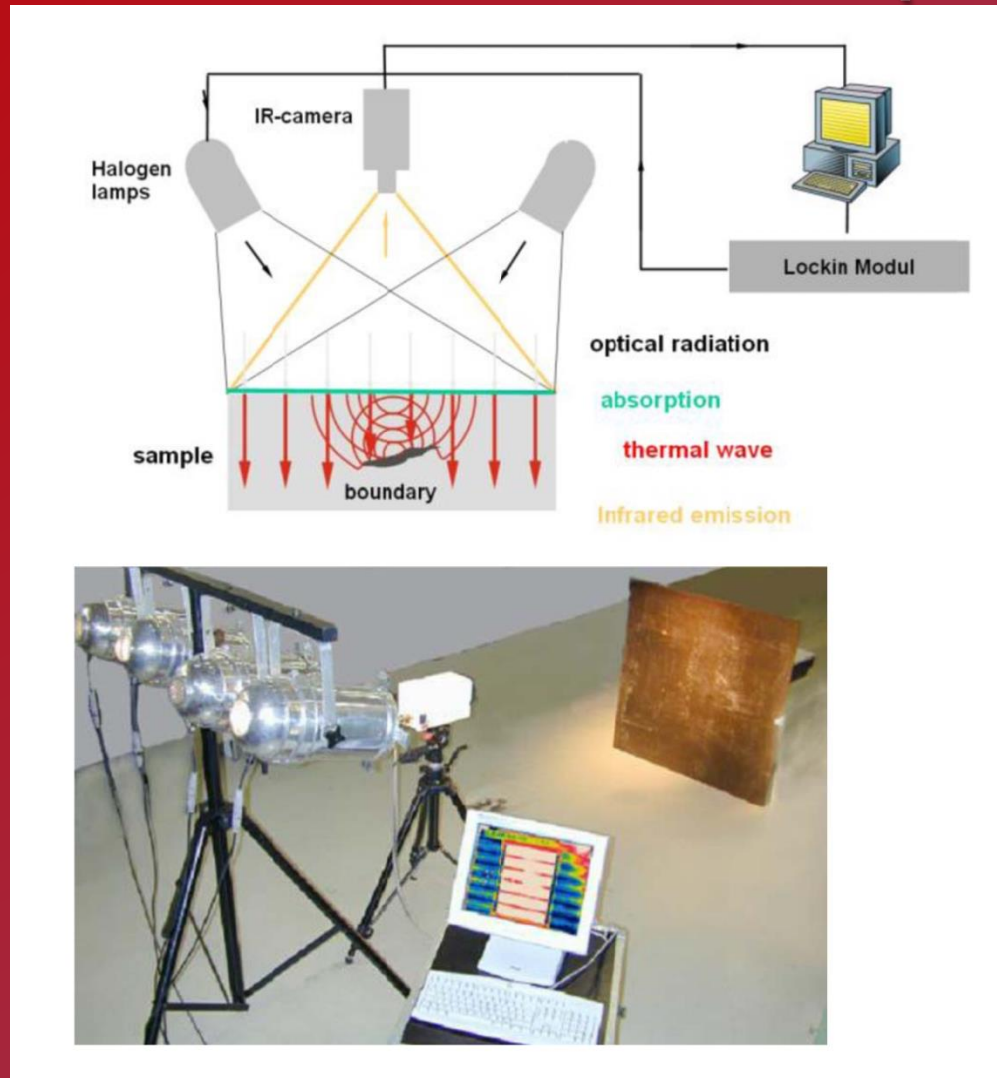 IR-camera
Halogen
lamps
Lockin Modul
optical radiation
absorption
sample
thermal wave
boundary
Infrared emission